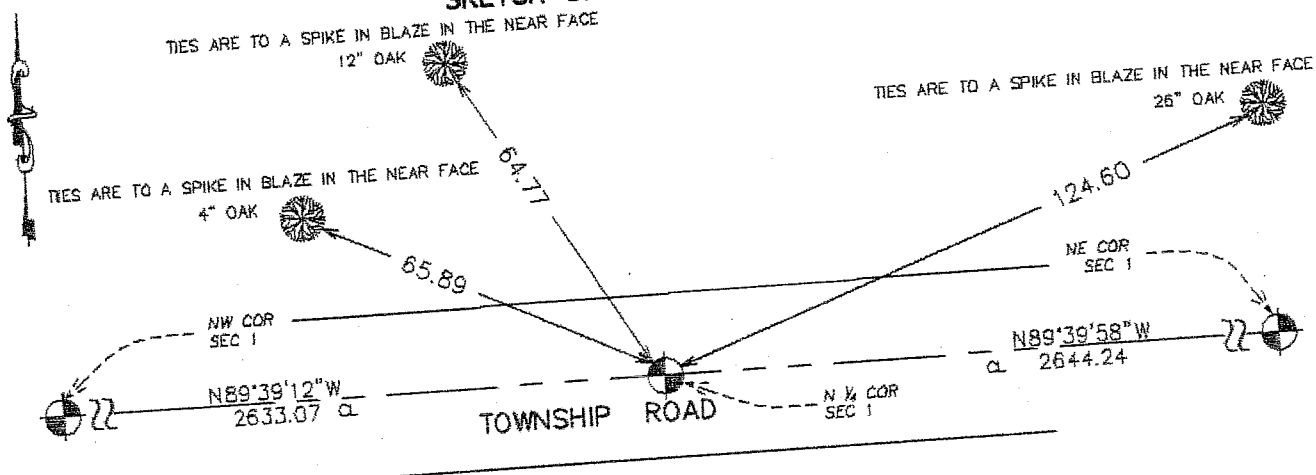 TIES ARE TO A SPIKE IN BLAZE IN THE NEAR FACE
12" OAK
TIES ARE TO A SPIKE IN BLAZE IN THE NEAR FACE
26" OAK
TIES ARE TO A SPIKE IN BLAZE IN THE NEAR FACE
4" OAK
64.77
124.60
65.89
NE COR
SEC 1
NW COR
SEC 1
N89°39'58"W
2644.24
a
N89°39'12"W
2633.07 a
N ¼ COR
SEC 1
TOWNSHIP ROAD